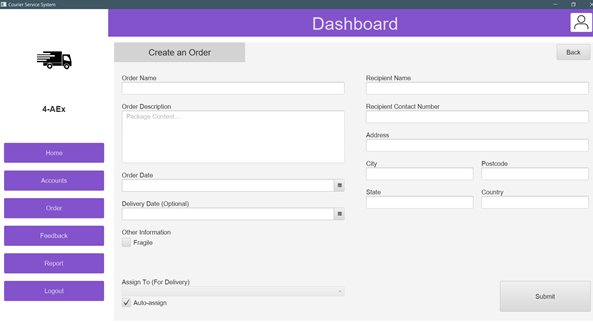 Courier Service System
Dashboard
4-AEx
Home
Accounts
Order
Feedback
Report
Logout
Create an Order
Back
Order Name
Order Description
Package Content....
Order Date
Delivery Date (Optional)
Other Information
Fragile
Assign To (For Delivery)
Auto-assign
Recipient Name
Recipient Contact Number
Address
City
Postcode
State
Country
Submit